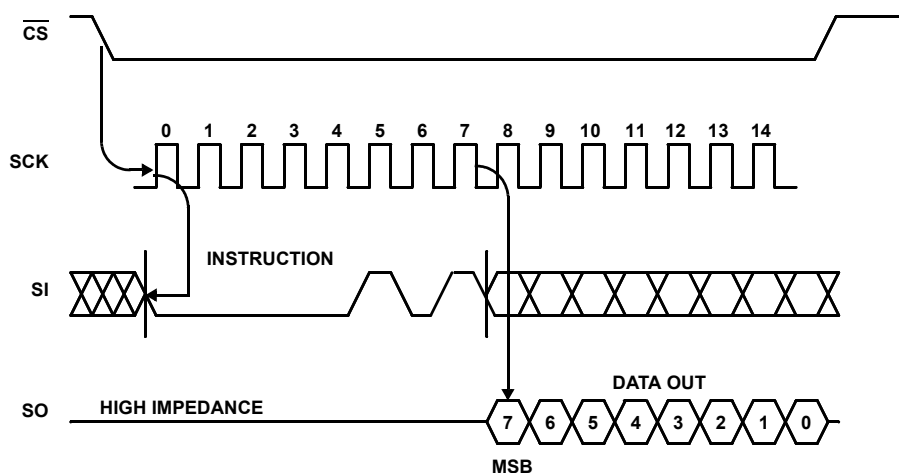 CS
0 1 2 3 4 5 6 7 8 9 10 11 12 13 14
SCK
INSTRUCTION
SI
DATA OUT
HIGH IMPEDANCE
SO
7 6 5 4 3 2 1 0
MSB